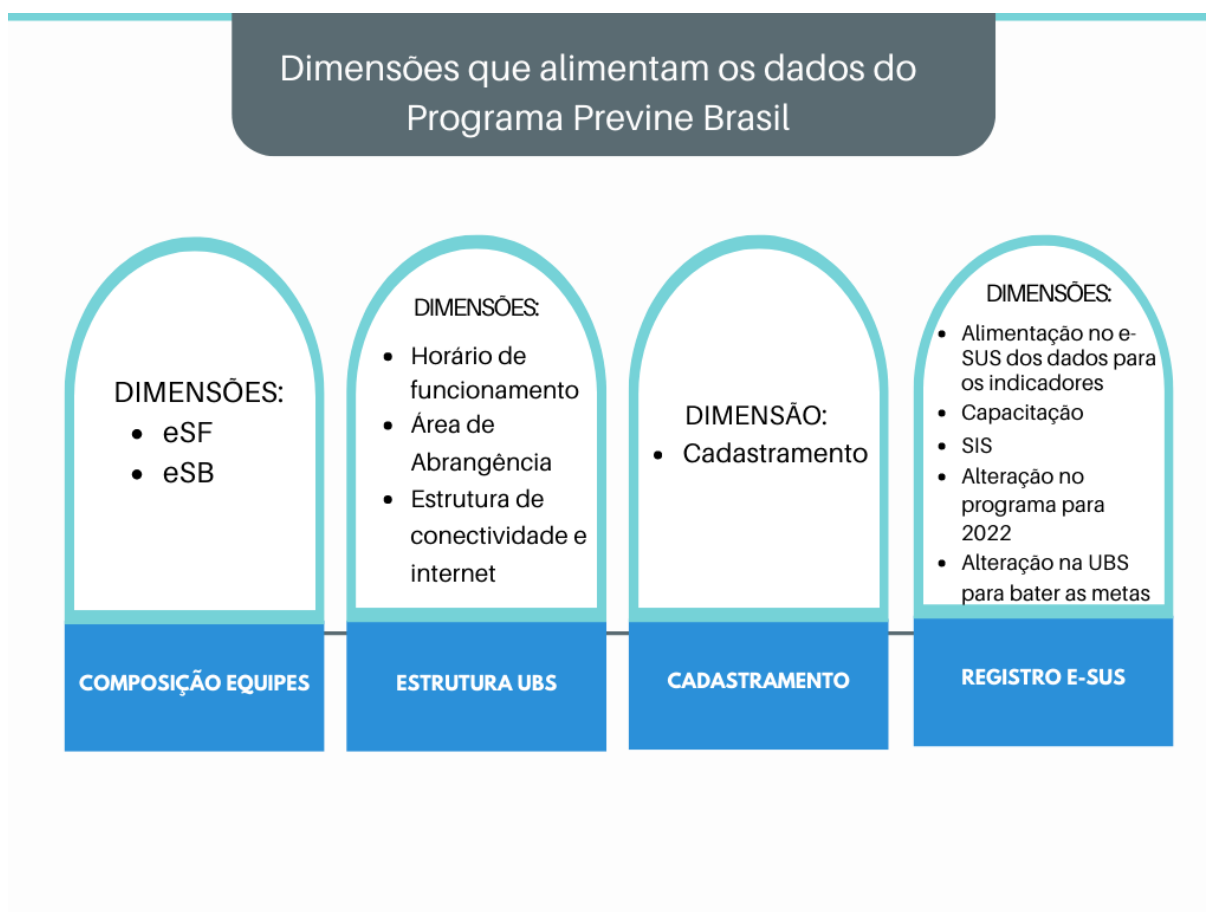 Dimensões que alimentam os dados do
Programa Previne Brasil
DIMENSÕES:
• eSF
• eSB
COMPOSIÇÃO EQUIPES
DIMENSÕES:
• Horário de
funcionamento
• Área de
Abrangência
• Estrutura de
conectividade e
internet
ESTRUTURA UBS
DIMENSÃO:
• Cadastramento
CADASTRAMENTO
DIMENSÕES:
• Alimentação no e-
SUS dos dados para
os indicadores
• Capacitação
• SIS
• Alteração no
programa para
2022
• Alteração na UBS
para bater as metas
REGISTRO E-SUS